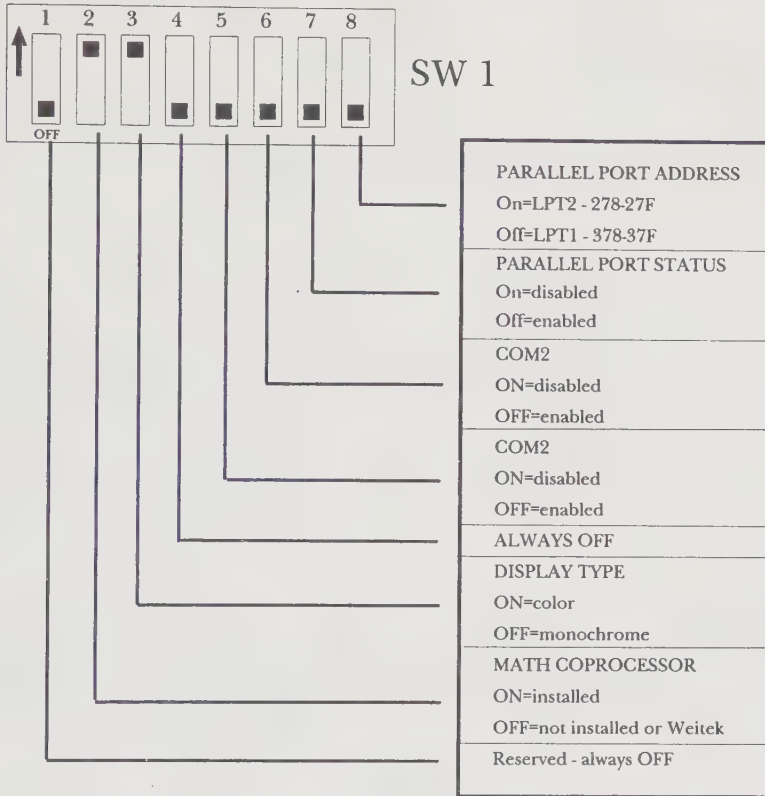 1 2 3 4 5 6 7 8
SW 1
OFF
PARALLEL PORT ADDRESS
On=LPT2 - 278-27F
Off=LPT1 - 378-37F
PARALLEL PORT STATUS
On=disabled
Off=enabled
COM2
ON=disabled
OFF=enabled
COM2
ON=disabled
OFF=enabled
ALWAYS OFF
DISPLAY TYPE
ON=color
OFF=monochrome
MATH COPROCESSOR
ON=installed
OFF=not installed or Weitek
Reserved - always OFF